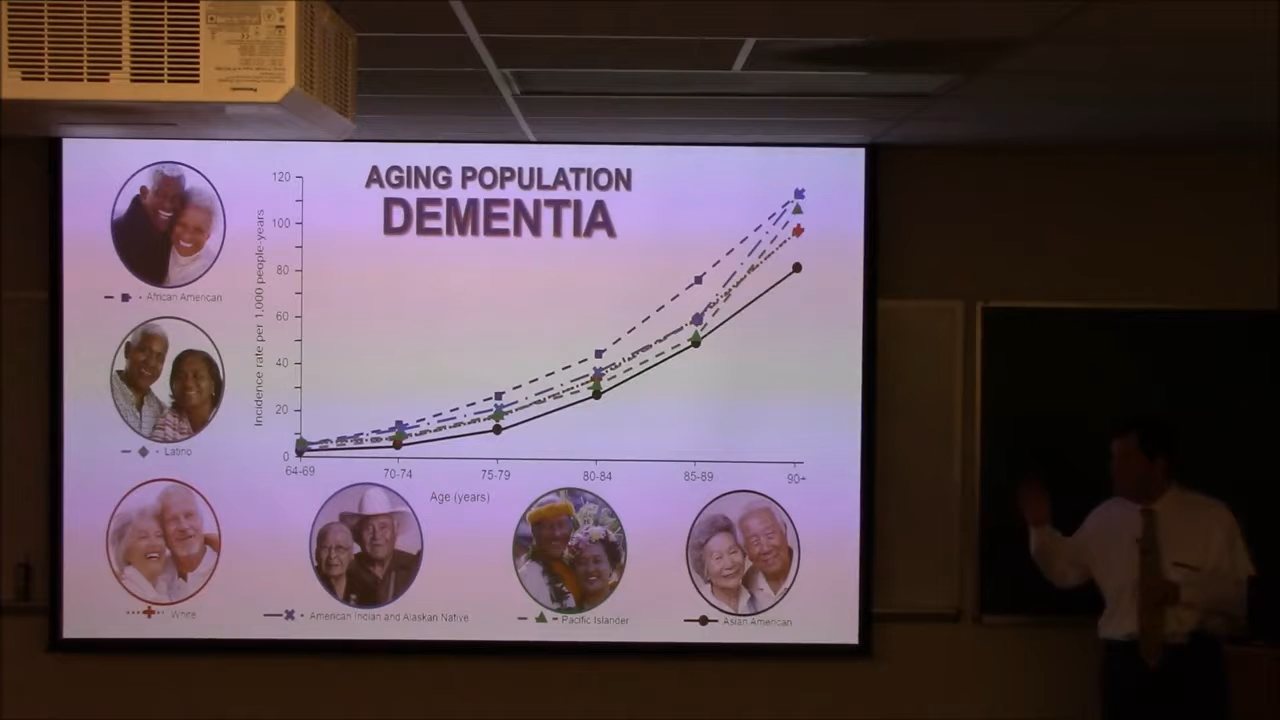 Panasonic
AGING POPULATION
DEMENTIA
Incidence rate per 1,000 people-years
120
100
80
60
40
20
0
64-69
70-74
75-79
80-84
85-89
90+
Age (years)
African American
Latino
White
American Indian and Alaskan Native
Pacific Islander
Asian American